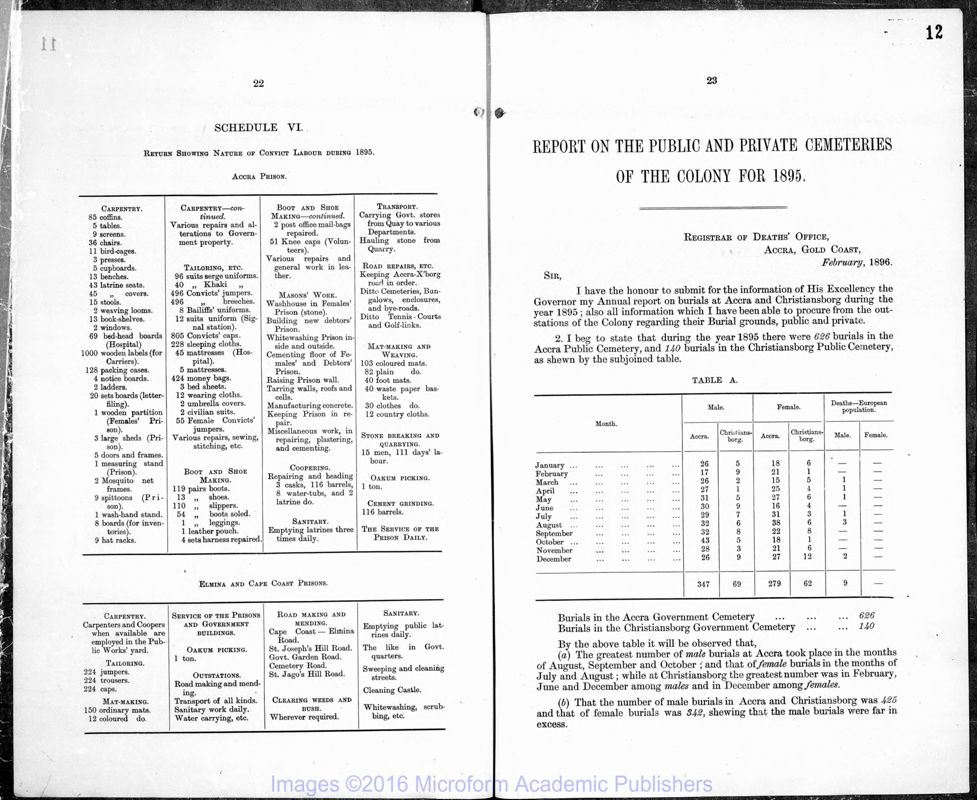 11
22
SCHEDULE VI.
RETURN SHOWING NATURE OF CONVICT LABOUR DURING 1895.
ACCRA PRISON.
CARPENTRY.
85 coffins.
5 tables.
9 screens.
36 chairs.
11 bird-cages.
3 presses.
5 cupboards.
13 benches.
43 latrine seats.
45 „ covers.
15 stools.
2 weaving looms.
13 book-shelves.
2 windows.
69 bed-head boards
(Hospital)
1000 wooden labels (for
Carriers).
128 packing cases.
4 notice boards.
2 ladders.
20 sets boards (letter-
filing).
1 wooden partition
(Females' Pri-
son).
3 large sheds (Pri-
son).
5 doors and frames.
1 measuring stand
(Prison).
2 Mosquito net
frames.
9 spittoons (Pri-
son).
1 wash-hand stand.
8 boards (for inven-
tories).
9 hat racks.
CARPENTRY—con-
tinued.
Various repairs and al-
terations to Govern-
ment property.
TAILORING, ETC.
96 suits serge uniforms.
40 „ Khaki „
496 Convicts' jumpers.
496 „ breeches.
8 Bailiffs' uniforms.
12 suits uniform (Sig-
nal station).
805 Convicts' caps.
228 sleeping cloths.
45 mattresses (Hos-
pital).
5 mattresses.
424 money bags.
3 bed sheets.
12 wearing cloths.
2 umbrella covers.
2 civilian suits.
55 Female Convicts'
jumpers.
Various repairs, sewing,
stitching, etc.
BOOT AND SHOE
MAKING.
119 pairs boots.
13 „ shoes.
110 „ slippers.
54 „ boots soled.
1 „ leggings.
1 leather pouch.
4 sets harness repaired.
BOOT AND SHOE
MAKING—continued.
2 post office mail-bags
repaired.
51 Knee caps (Volun-
teers).
Various repairs and
general work in lea-
ther.
MASONS' WORK.
Washhouse in Females'
Prison (stone).
Building new debtors'
Prison.
Whitewashing Prison in-
side and outside.
Cementing floor of Fe-
males' and Debtors'
Prison.
Raising Prison wall.
Tarring walls, roofs and
cells.
Manufacturing concrete.
Keeping Prison in re-
pair.
Miscellaneous work, in
repairing, plastering,
and cementing.
COOPERING.
Repairing and heading
3 casks, 116 barrels,
8 water-tubs, and 2
latrine do.
SANITARY.
Emptying latrines three
times daily.
TRANSPORT.
Carrying Govt. stores
from Quay to various
Departments.
Hauling stone from
Quarry.
ROAD REPAIRS, ETC.
Keeping Accra-X'borg
road in order.
Ditto Cemeteries, Bun-
galows, enclosures,
and bye-roads.
Ditto Tennis-Courts
and Golf-links.
MAT-MAKING AND
WEAVING.
103 coloured mats.
82 plain do.
40 foot mats.
40 waste paper bas-
kets.
30 clothes do.
12 country cloths.
STONE BREAKING AND
QUARRYING.
15 men, 111 days' la-
bour.
OAKUM PICKING.
1 ton.
CEMENT GRINDING.
116 barrels.
THE SERVICE OF THE
PRISON DAILY.
ELMINA AND CAPE COAST PRISONS.
CARPENTRY.
Carpenters and Coopers
when available are
employed in the Pub-
lic Works' yard.
TAILORING.
224 jumpers.
224 trousers.
224 caps.
MAT-MAKING.
150 ordinary mats.
12 coloured do.
SERVICE OF THE PRISONS
AND GOVERNMENT
BUILDINGS.
OAKUM PICKING.
1 ton.
OUTSTATIONS.
Road making and mend-
ing.
Transport of all kinds.
Sanitary work daily.
Water carrying, etc.
ROAD MAKING AND
MENDING.
Cape Coast — Elmina
Road.
St. Joseph's Hill Road.
Govt. Garden Road.
Cemetery Road.
St. Jago's Hill Road.
CLEARING WEEDS AND
BUSH.
Wherever required.
SANITARY.
Emptying public lat-
rines daily.
The like in Govt.
quarters.
Sweeping and cleaning
streets.
Cleaning Castle.
Whitewashing, scrub-
bing, etc.
12
23
REPORT ON THE PUBLIC AND PRIVATE CEMETERIES
OF THE COLONY FOR 1895.
REGISTRAR OF DEATHS' OFFICE,
ACCRA, GOLD COAST,
February, 1896.
SIR,
I have the honour to submit for the information of His Excellency the
Governor my Annual report on burials at Accra and Christiansborg during the
year 1895; also all information which I have been able to procure from the out-
stations of the Colony regarding their Burial grounds, public and private.
2. I beg to state that during the year 1895 there were 626 burials in the
Accra Public Cemetery, and 140 burials in the Christiansborg Public Cemetery,
as shewn by the subjoined table.
TABLE A.
Month. Male. Female. Deaths—European population.
Accra. Christians-borg. Accra. Christians-borg. Male. Female.
January ... ... ... ... ... 26 5 18 6 — —
February ... ... ... ... 17 9 21 1 — —
March ... ... ... ... ... 26 2 15 5 1 —
April ... ... ... ... ... 27 1 25 4 1 —
May ... ... ... ... ... 31 5 27 6 1 —
June ... ... ... ... ... 30 9 16 4 — —
July ... ... ... ... ... 29 7 31 3 1 —
August ... ... ... ... ... 32 6 38 6 3 —
September ... ... ... ... 32 8 22 8 — —
October ... ... ... ... ... 43 5 18 1 — —
November ... ... ... ... 28 3 21 6 — —
December ... ... ... ... 26 9 27 12 2 —
347 69 279 62 9 —
Burials in the Accra Government Cemetery ... ... ... 626
Burials in the Christiansborg Government Cemetery ... ... 140
By the above table it will be observed that,
(a) The greatest number of male burials at Accra took place in the months
of August, September and October; and that of female burials in the months of
July and August; while at Christiansborg the greatest number was in February,
June and December among males and in December among females.
(b) That the number of male burials in Accra and Christiansborg was 425
and that of female burials was 342, shewing that the male burials were far in
excess.
Images ©2016 Microform Academic Publishers